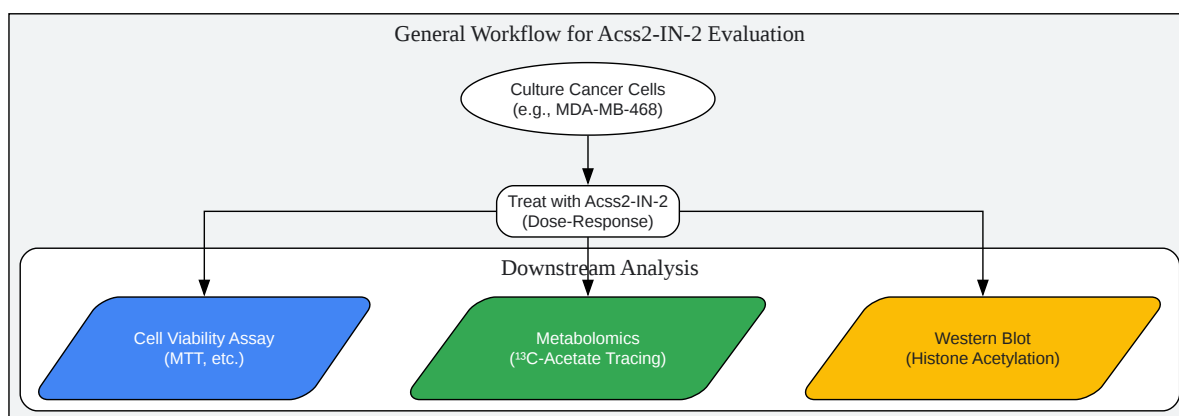 General Workflow for Acss2-IN-2 Evaluation
Culture Cancer Cells
(e.g., MDA-MB-468)
Treat with Acss2-IN-2
(Dose-Response)
Downstream Analysis
Cell Viability Assay
(MTT, etc.)
Metabolomics
(¹³C-Acetate Tracing)
Western Blot
(Histone Acetylation)